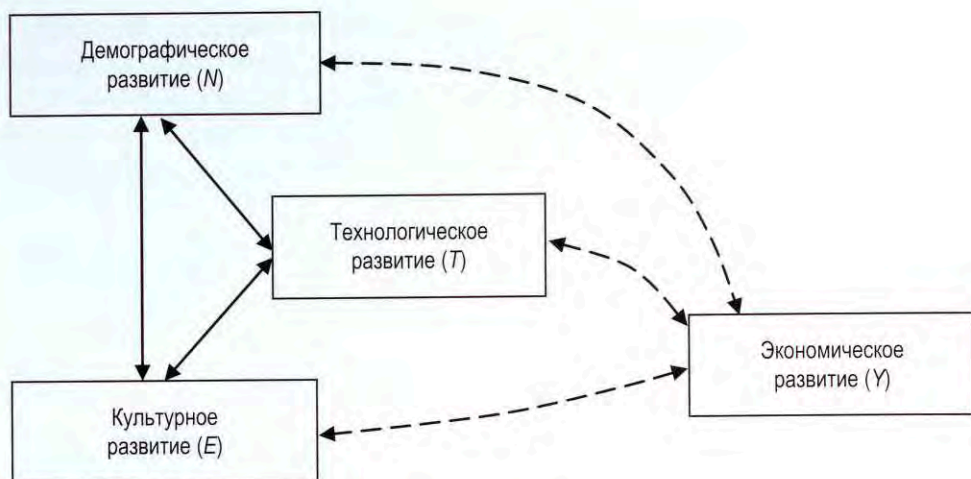 Демографическое
развитие (N)
Технологическое
развитие (T)
Экономическое
развитие (Y)
Культурное
развитие (E)